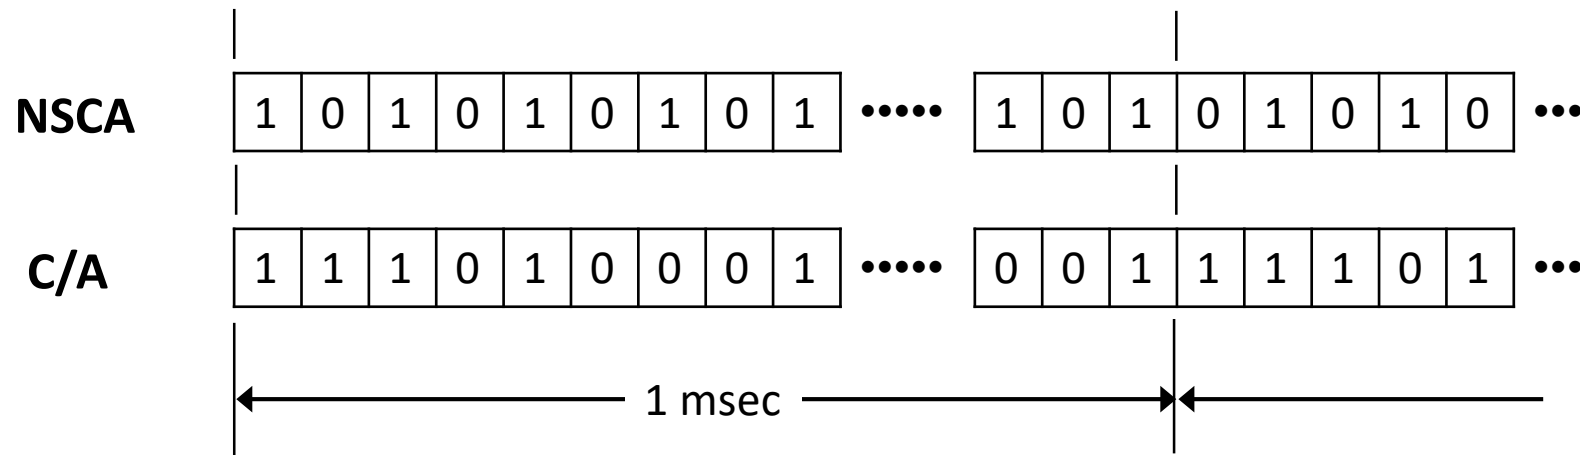 NSCA 1 0 1 0 1 0 1 0 1 ••••• 1 0 1 0 1 0 1 0 •••
C/A 1 1 1 0 1 0 0 0 1 ••••• 0 0 1 1 1 1 0 1 •••
1 msec